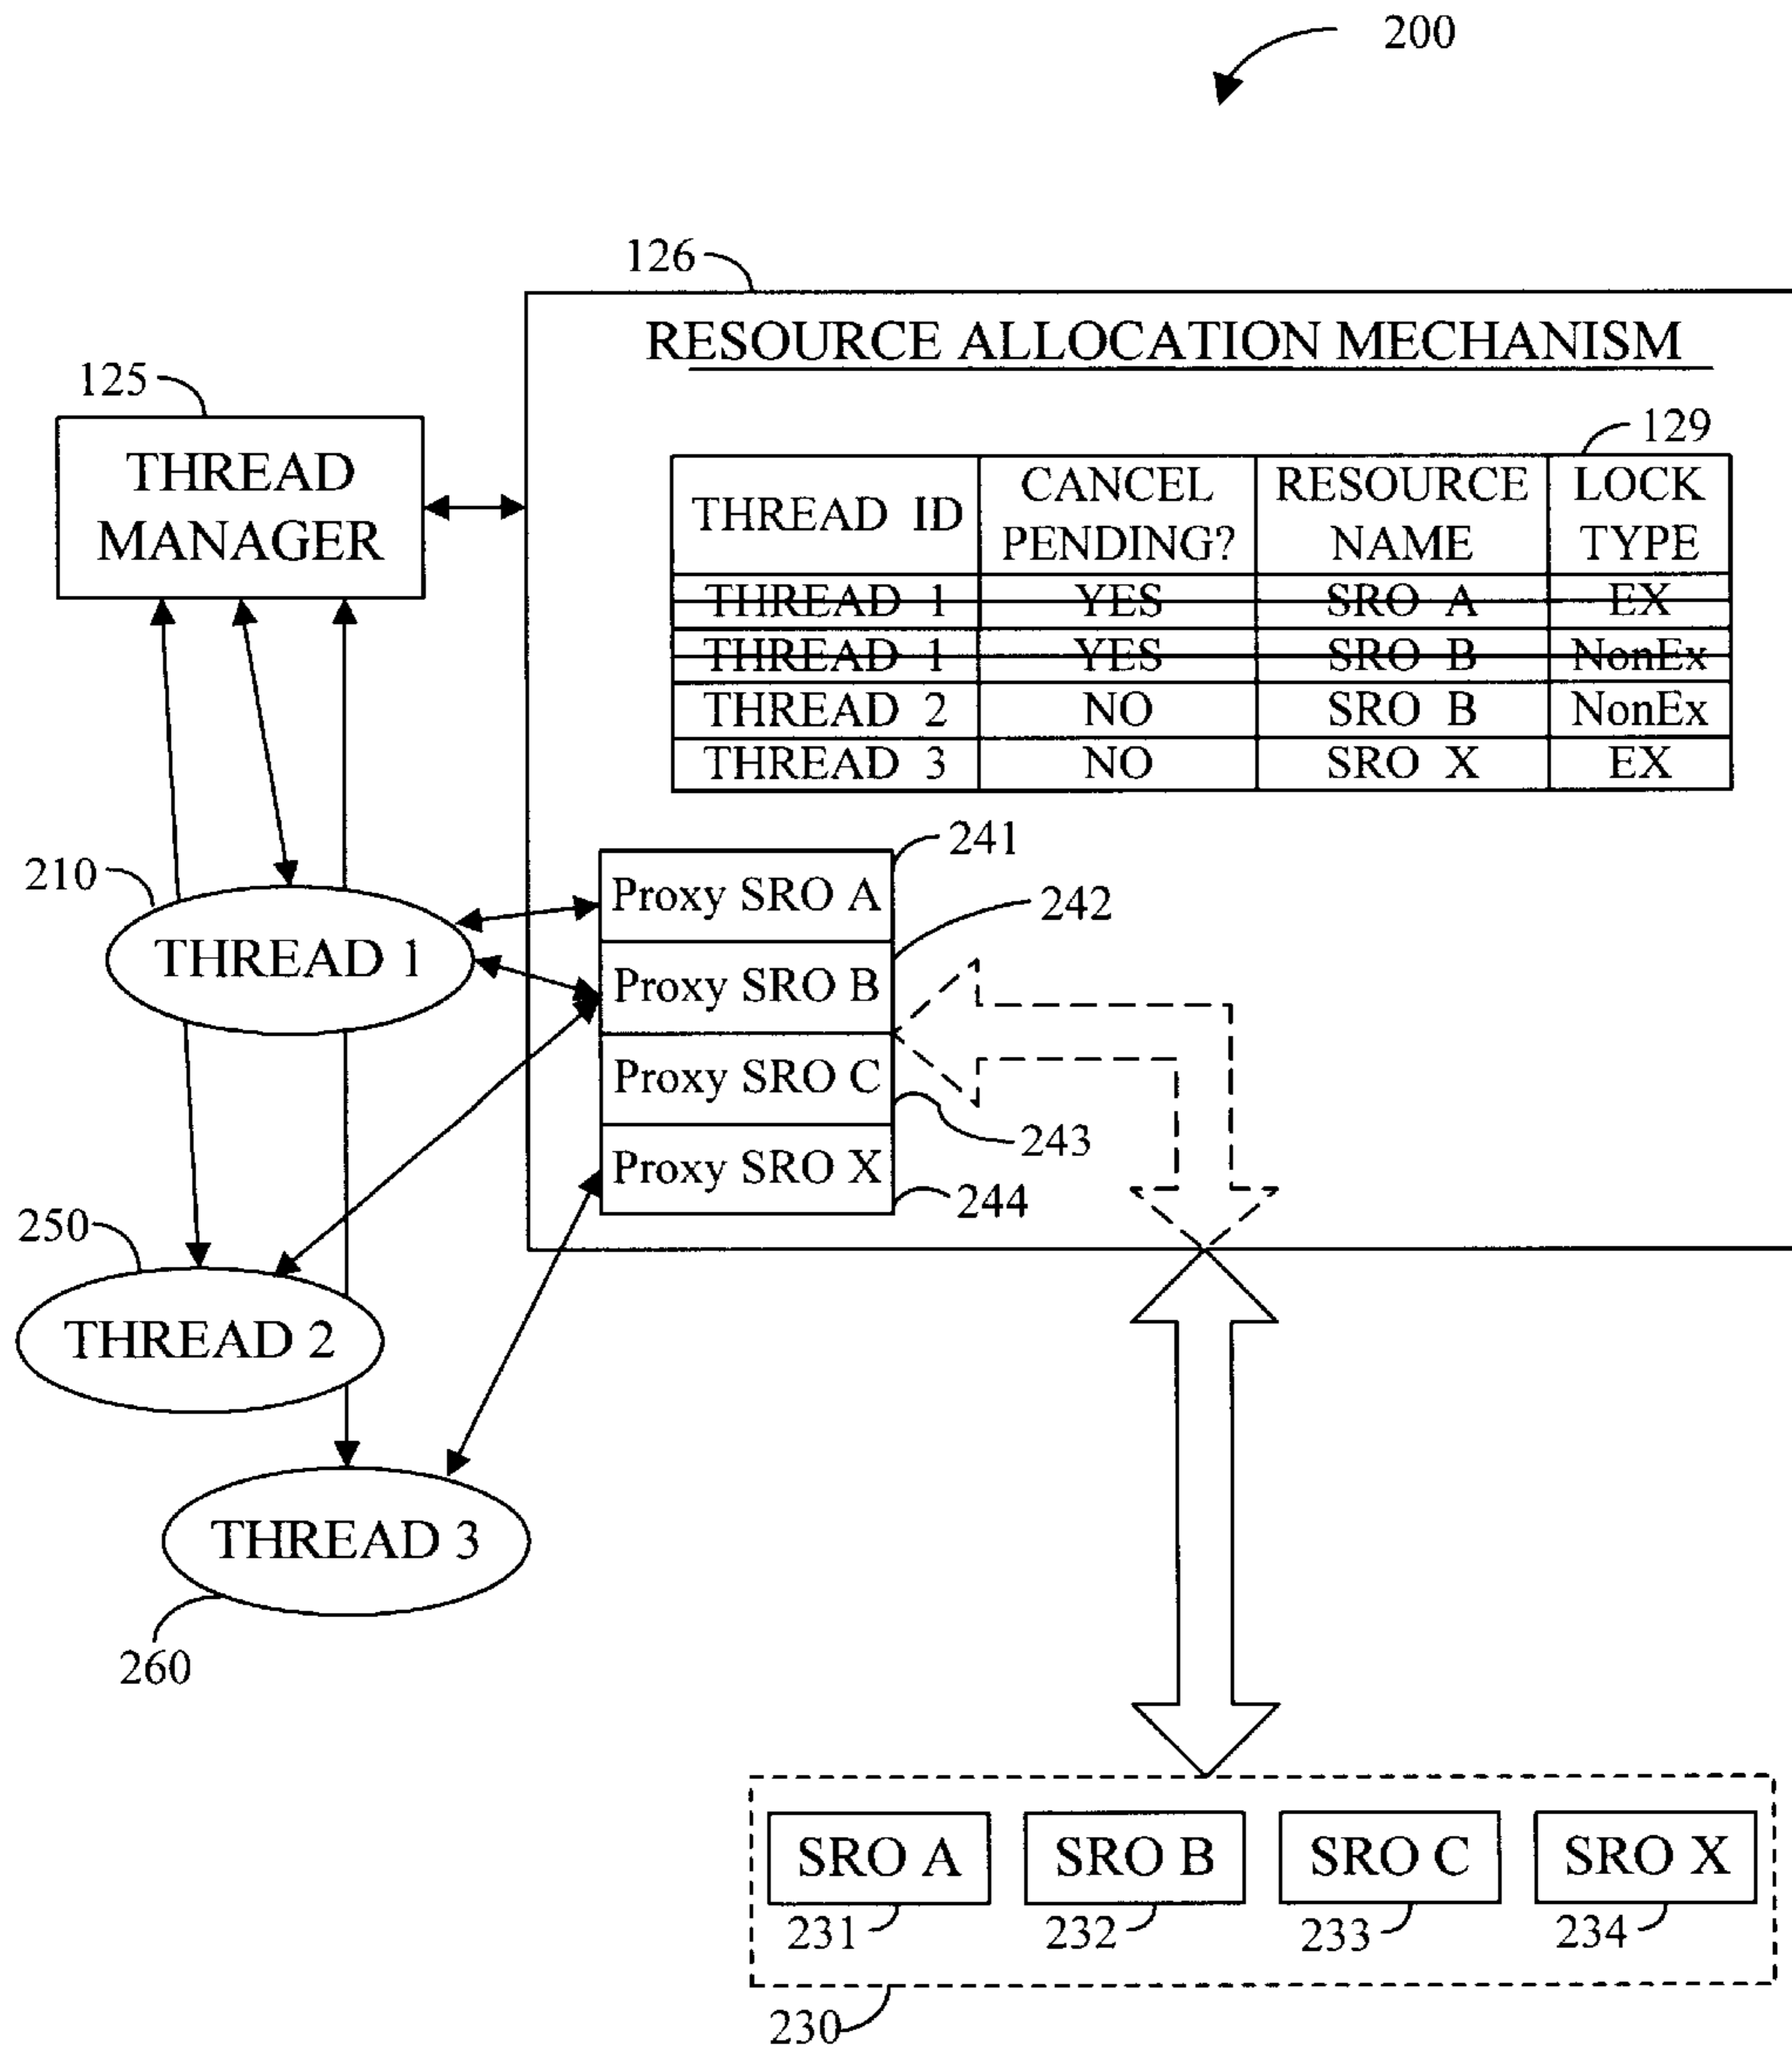 200
126
RESOURCE ALLOCATION MECHANISM
125
THREAD
MANAGER
129
THREAD ID
CANCEL
PENDING?
RESOURCE
NAME
LOCK
TYPE
THREAD 1 YES SRO A EX
THREAD 1 YES SRO B NonEx
THREAD 2 NO SRO B NonEx
THREAD 3 NO SRO X EX
241
210
Proxy SRO A
242
THREAD 1
Proxy SRO B
Proxy SRO C
243
Proxy SRO X
244
250
THREAD 2
THREAD 3
260
SRO A SRO B SRO C SRO X
231 232 233 234
230